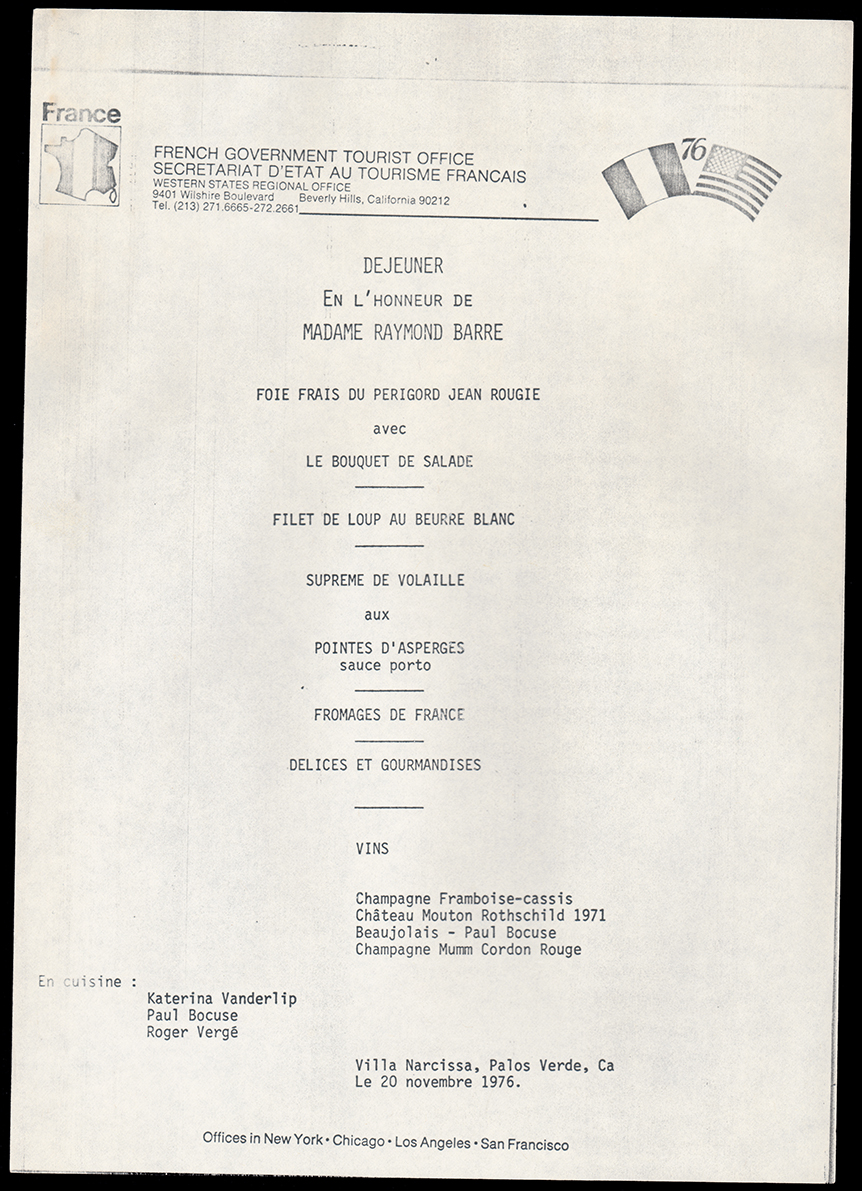 France
FRENCH GOVERNMENT TOURIST OFFICE
SECRETARIAT D'ETAT AU TOURISME FRANCAIS
WESTERN STATES REGIONAL OFFICE
9401 Wilshire Boulevard Beverly Hills, California 90212
Tel. (213) 271.6665-272.2661
76
DEJEUNER
EN L'HONNEUR DE
MADAME RAYMOND BARRE
FOIE FRAIS DU PERIGORD JEAN ROUGIE
avec
LE BOUQUET DE SALADE
FILET DE LOUP AU BEURRE BLANC
SUPREME DE VOLAILLE
aux
POINTES D'ASPERGES
sauce porto
FROMAGES DE FRANCE
DELICES ET GOURMANDISES
VINS
Champagne Framboise-cassis
Château Mouton Rothschild 1971
Beaujolais - Paul Bocuse
Champagne Mumm Cordon Rouge
En cuisine :
Katerina Vanderlip
Paul Bocuse
Roger Vergé
Villa Narcissa, Palos Verde, Ca
Le 20 novembre 1976.
Offices in New York • Chicago • Los Angeles • San Francisco